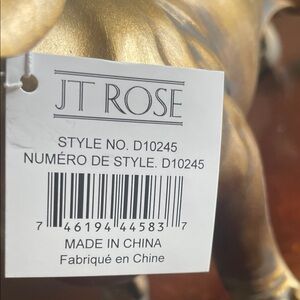 JT ROSE
STYLE NO. D10245
NUMÉRO DE STYLE. D10245
7 46194 44583 7
MADE IN CHINA
Fabriqué en Chine